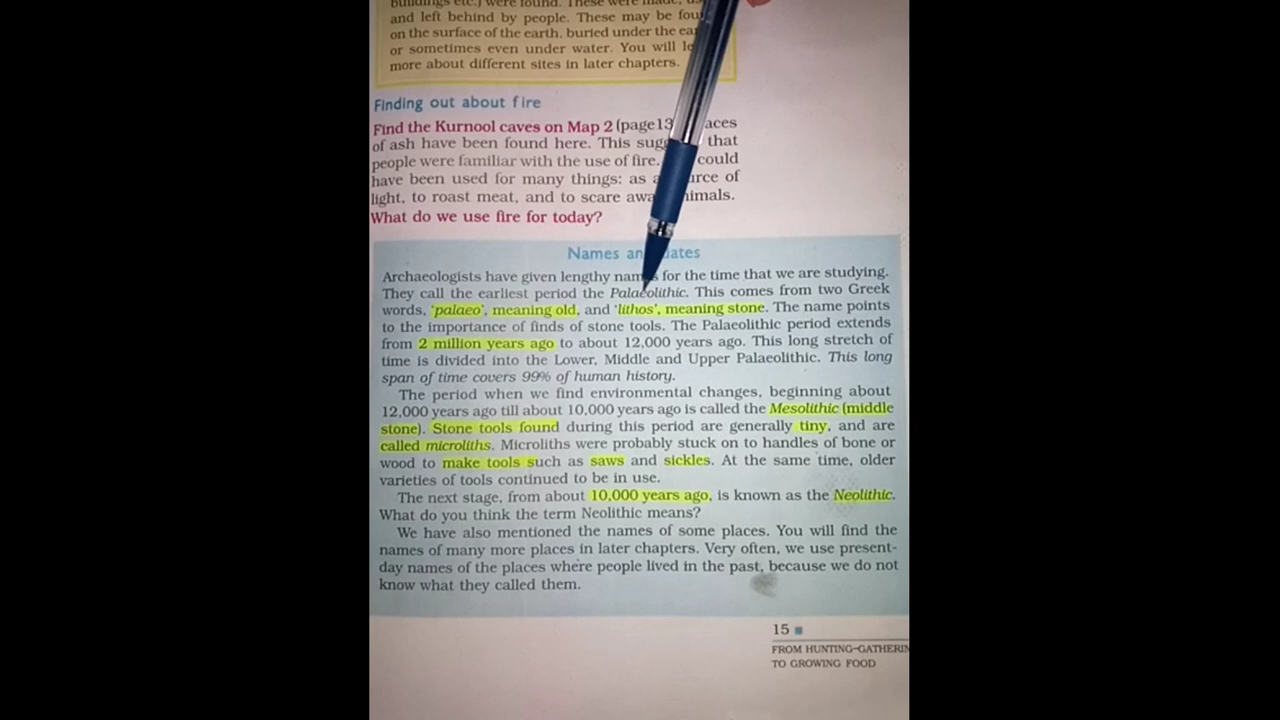 buildings etc.) were found. These were made,
and left behind by people. These may be fou
on the surface of the earth, buried under the ea
or sometimes even under water. You will le
more about different sites in later chapters.
Finding out about fire
Find the Kurnool caves on Map 2 (page13 aces
of ash have been found here. This sug that
people were familiar with the use of fire. could
have been used for many things: as a urce of
light, to roast meat, and to scare awa nimals.
What do we use fire for today?
Names an ates
Archaeologists have given lengthy names for the time that we are studying.
They call the earliest period the Palaeolithic. This comes from two Greek
words, ‘palaeo’, meaning old, and ‘lithos’, meaning stone. The name points
to the importance of finds of stone tools. The Palaeolithic period extends
from 2 million years ago to about 12,000 years ago. This long stretch of
time is divided into the Lower, Middle and Upper Palaeolithic. This long
span of time covers 99% of human history.
The period when we find environmental changes, beginning about
12,000 years ago till about 10,000 years ago is called the Mesolithic (middle
stone). Stone tools found during this period are generally tiny, and are
called microliths. Microliths were probably stuck on to handles of bone or
wood to make tools such as saws and sickles. At the same time, older
varieties of tools continued to be in use.
The next stage, from about 10,000 years ago, is known as the Neolithic.
What do you think the term Neolithic means?
We have also mentioned the names of some places. You will find the
names of many more places in later chapters. Very often, we use present-
day names of the places where people lived in the past, because we do not
know what they called them.
15
FROM HUNTING–GATHERIN
TO GROWING FOOD